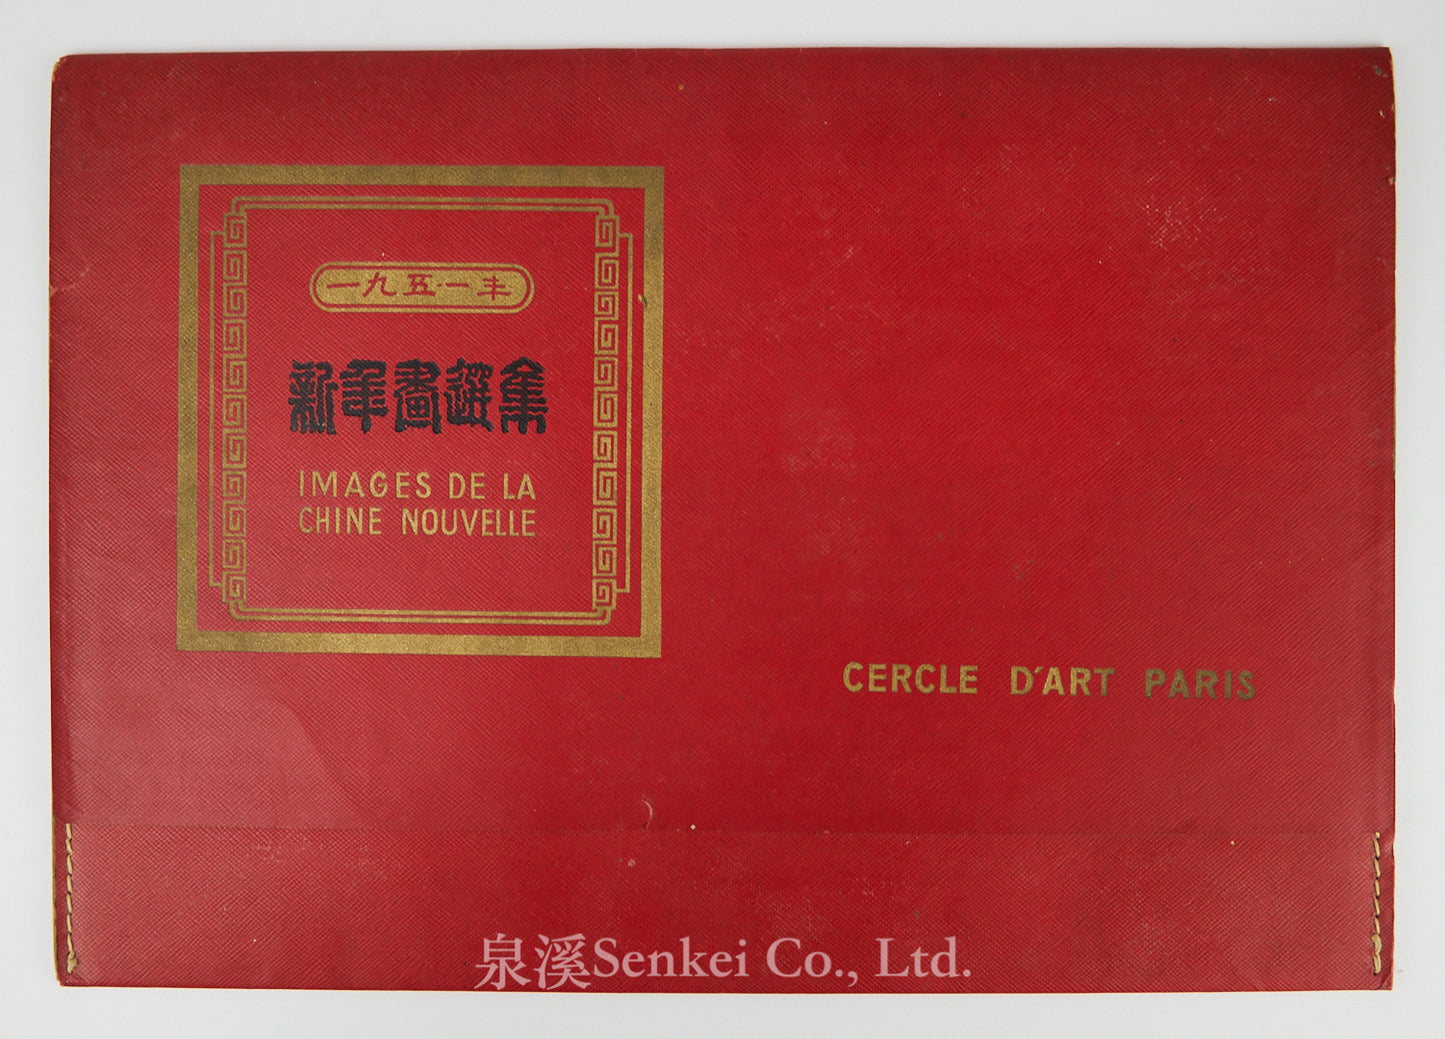 一九五一年
新年畫選集
IMAGES DE LA
CHINE NOUVELLE
CERCLE D'ART PARIS
泉溪Senkei Co., Ltd.